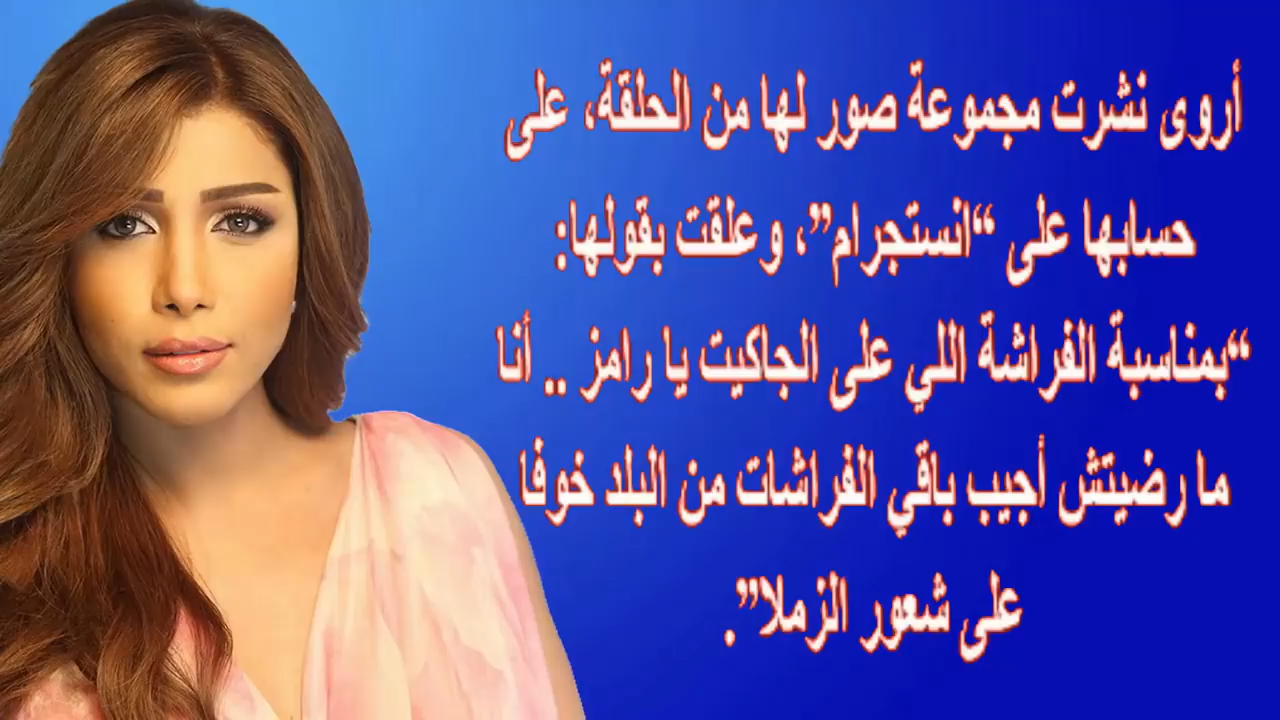 أروى نشرت مجموعة صور لها من الحلقة، على
حسابها على “انستجرام”، وعلقت بقولها:
“بمناسبة الفراشة اللي على الجاكيت يا رامز .. أنا
ما رضيتش أجيب باقي الفراشات من البلد خوفا
على شعور الزملا”.